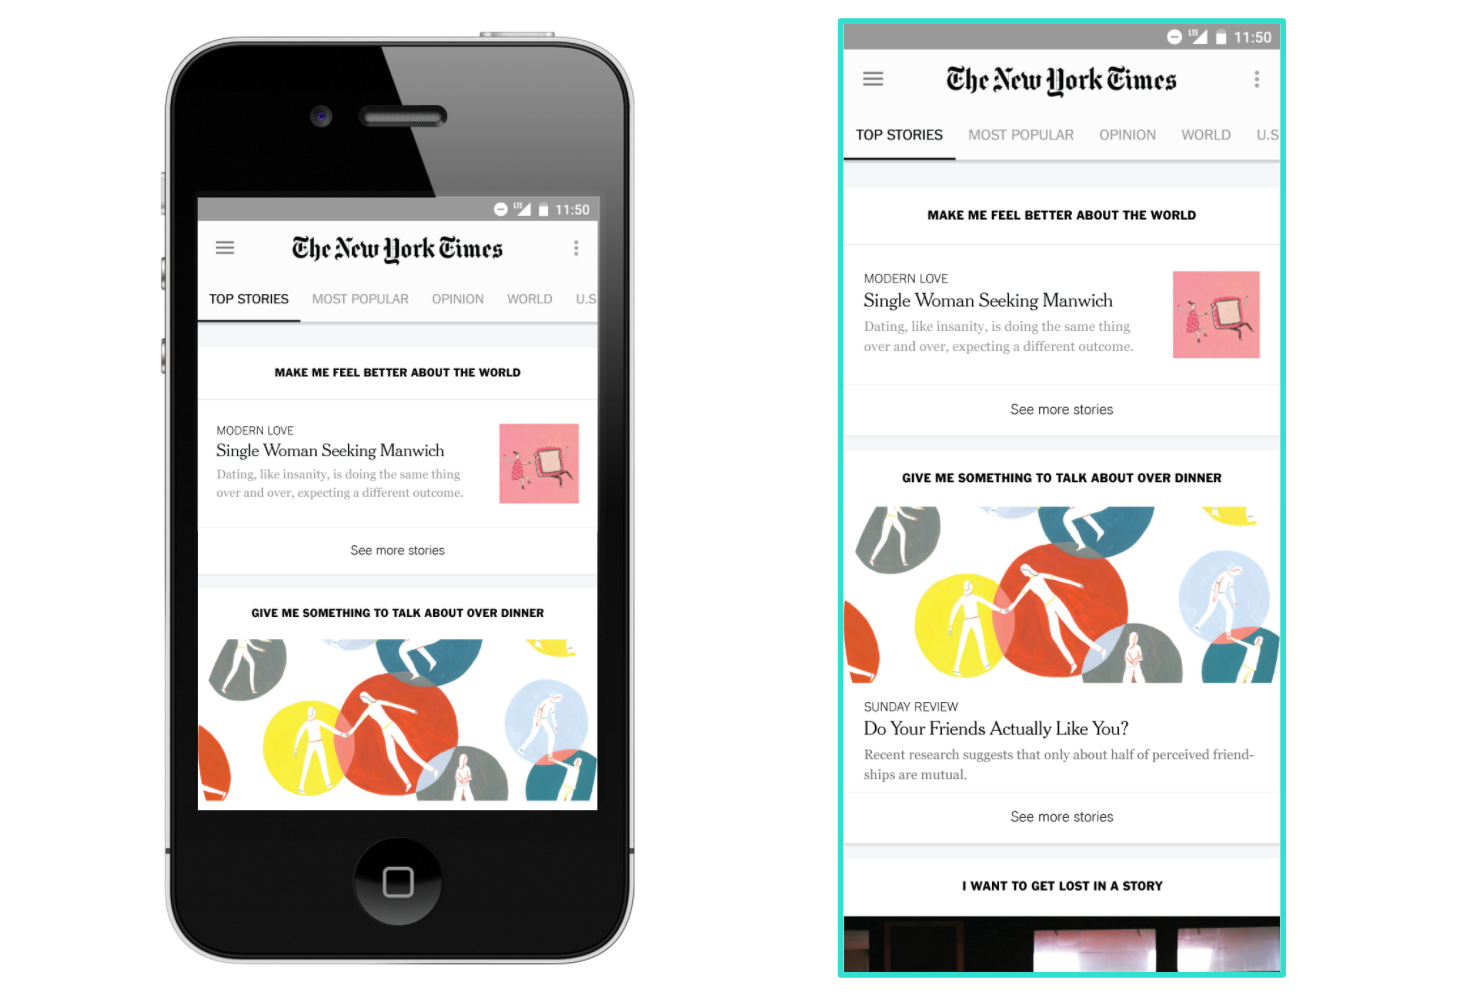 LTE 11:50
The New York Times
TOP STORIES MOST POPULAR OPINION WORLD U.S
MAKE ME FEEL BETTER ABOUT THE WORLD
MODERN LOVE
Single Woman Seeking Manwich
Dating, like insanity, is doing the same thing
over and over, expecting a different outcome.
See more stories
GIVE ME SOMETHING TO TALK ABOUT OVER DINNER
LTE 11:50
The New York Times
TOP STORIES MOST POPULAR OPINION WORLD U.S
MAKE ME FEEL BETTER ABOUT THE WORLD
MODERN LOVE
Single Woman Seeking Manwich
Dating, like insanity, is doing the same thing
over and over, expecting a different outcome.
See more stories
GIVE ME SOMETHING TO TALK ABOUT OVER DINNER
SUNDAY REVIEW
Do Your Friends Actually Like You?
Recent research suggests that only about half of perceived friend-
ships are mutual.
See more stories
I WANT TO GET LOST IN A STORY